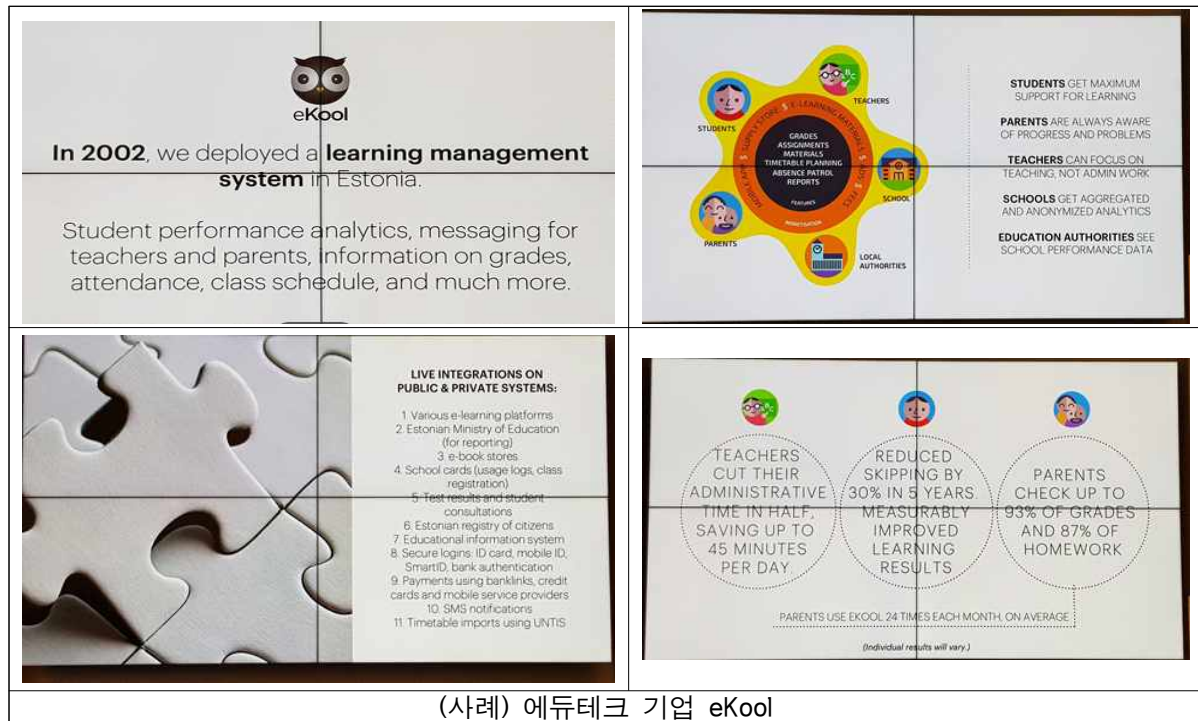 eKool
In 2002, we deployed a learning management
system in Estonia.
Student performance analytics, messaging for
teachers and parents, information on grades,
attendance, class schedule, and much more.
STUDENTS
TEACHERS
SCHOOL
LOCAL
AUTHORITIES
PARENTS
MOBILE APP $ SUPPLY STORE $ E-LEARNING MATERIALS $ ADS $ FEES
GRADES
ASSIGNMENTS
MATERIALS
TIMETABLE PLANNING
ABSENCE PATROL
REPORTS
FEATURES
MONETISATION
STUDENTS GET MAXIMUM
SUPPORT FOR LEARNING
PARENTS ARE ALWAYS AWARE
OF PROGRESS AND PROBLEMS
TEACHERS CAN FOCUS ON
TEACHING, NOT ADMIN WORK
SCHOOLS GET AGGREGATED
AND ANONYMIZED ANALYTICS
EDUCATION AUTHORITIES SEE
SCHOOL PERFORMANCE DATA
LIVE INTEGRATIONS ON
PUBLIC & PRIVATE SYSTEMS:
1. Various e-learning platforms
2. Estonian Ministry of Education
(for reporting)
3. e-book stores
4. School cards (usage logs, class
registration)
5. Test results and student
consultations
6. Estonian registry of citizens
7. Educational information system
8. Secure logins: ID card, mobile ID,
SmartID, bank authentication
9. Payments using banklinks, credit
cards and mobile service providers
10. SMS notifications
11. Timetable imports using UNTIS
TEACHERS
CUT THEIR
ADMINISTRATIVE
TIME IN HALF,
SAVING UP TO
45 MINUTES
PER DAY.
REDUCED
SKIPPING BY
30% IN 5 YEARS.
MEASURABLY
IMPROVED
LEARNING
RESULTS
PARENTS
CHECK UP TO
93% OF GRADES
AND 87% OF
HOMEWORK
PARENTS USE EKOOL 24 TIMES EACH MONTH, ON AVERAGE
(Individual results will vary.)
(사례) 에듀테크 기업 eKool